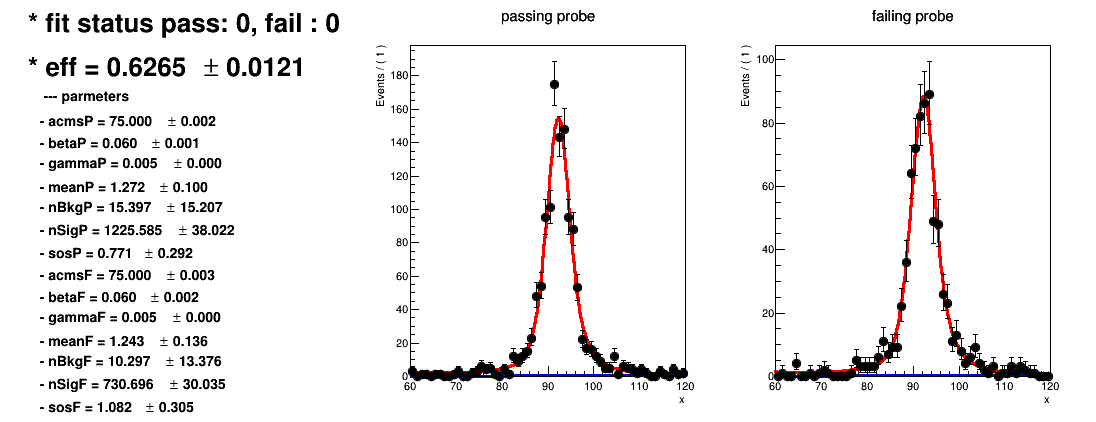 * fit status pass: 0, fail : 0
* eff = 0.6265 ± 0.0121
--- parmeters
- acmsP = 75.000 ± 0.002
- betaP = 0.060 ± 0.001
- gammaP = 0.005 ± 0.000
- meanP = 1.272 ± 0.100
- nBkgP = 15.397 ± 15.207
- nSigP = 1225.585 ± 38.022
- sosP = 0.771 ± 0.292
- acmsF = 75.000 ± 0.003
- betaF = 0.060 ± 0.002
- gammaF = 0.005 ± 0.000
- meanF = 1.243 ± 0.136
- nBkgF = 10.297 ± 13.376
- nSigF = 730.696 ± 30.035
- sosF = 1.082 ± 0.305
passing probe
Events / ( 1 )
180
160
140
120
100
80
60
40
20
0
60 70 80 90 100 110 120
x
failing probe
Events / ( 1 )
100
80
60
40
20
0
60 70 80 90 100 110 120
x